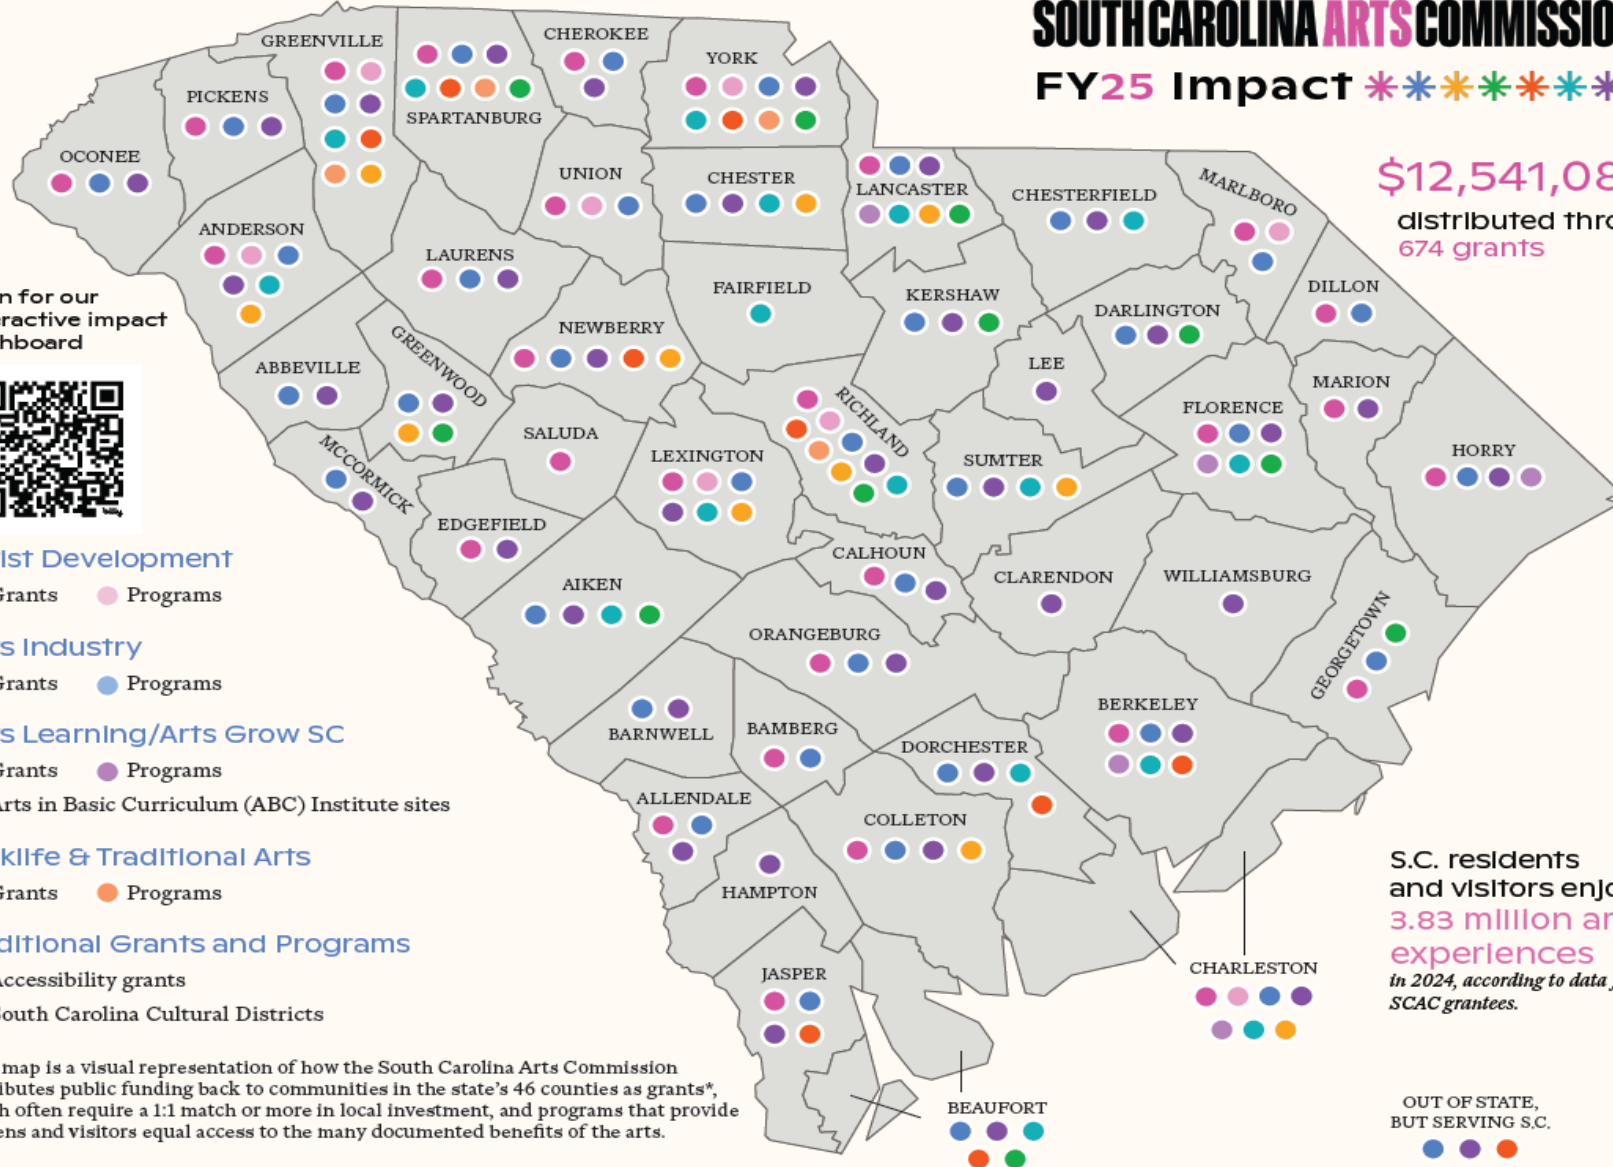 SOUTH CAROLINA ARTS COMMISSIO
FY25 Impact
$12,541,08
distributed thro
674 grants
GREENVILLE
CHEROKEE
YORK
PICKENS
SPARTANBURG
OCONEE
UNION
CHESTER
LANCASTER
CHESTERFIELD
MARLBORO
ANDERSON
LAURENS
FAIRFIELD
KERSHAW
DILLON
DARLINGTON
NEWBERRY
GREENWOOD
ABBEVILLE
LEE
MARION
RICHLAND
FLORENCE
SALUDA
MCCORMICK
LEXINGTON
SUMTER
HORRY
EDGEFIELD
CALHOUN
AIKEN
CLARENDON
WILLIAMSBURG
ORANGEBURG
GEORGETOWN
BARNWELL
BAMBERG
DORCHESTER
BERKELEY
ALLENDALE
COLLETON
HAMPTON
JASPER
CHARLESTON
BEAUFORT
OUT OF STATE,
BUT SERVING S.C.
n for our
eractive impact
hboard
ist Development
Grants Programs
s Industry
Grants Programs
s Learning/Arts Grow SC
Grants Programs
Arts in Basic Curriculum (ABC) Institute sites
klife & Traditional Arts
Grants Programs
ditional Grants and Programs
Accessibility grants
South Carolina Cultural Districts
map is a visual representation of how the South Carolina Arts Commission
ributes public funding back to communities in the state's 46 counties as grants*,
h often require a 1:1 match or more in local investment, and programs that provide
ens and visitors equal access to the many documented benefits of the arts.
S.C. residents
and visitors enjo
3.83 million ar
experiences
in 2024, according to data
SCAC grantees.